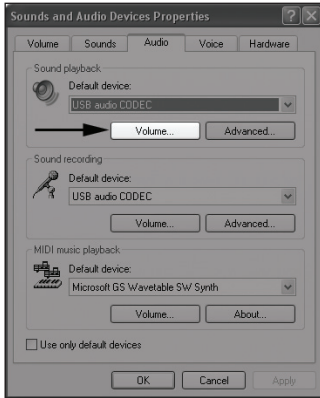 Sounds and Audio Devices Properties
Volume Sounds Audio Voice Hardware
Sound playback
Default device:
USB audio CODEC
Volume... Advanced...
Sound recording
Default device:
USB audio CODEC
Volume... Advanced...
MIDI music playback
Default device:
Microsoft GS Wavetable SW Synth
Volume... About...
Use only default devices
OK Cancel Apply